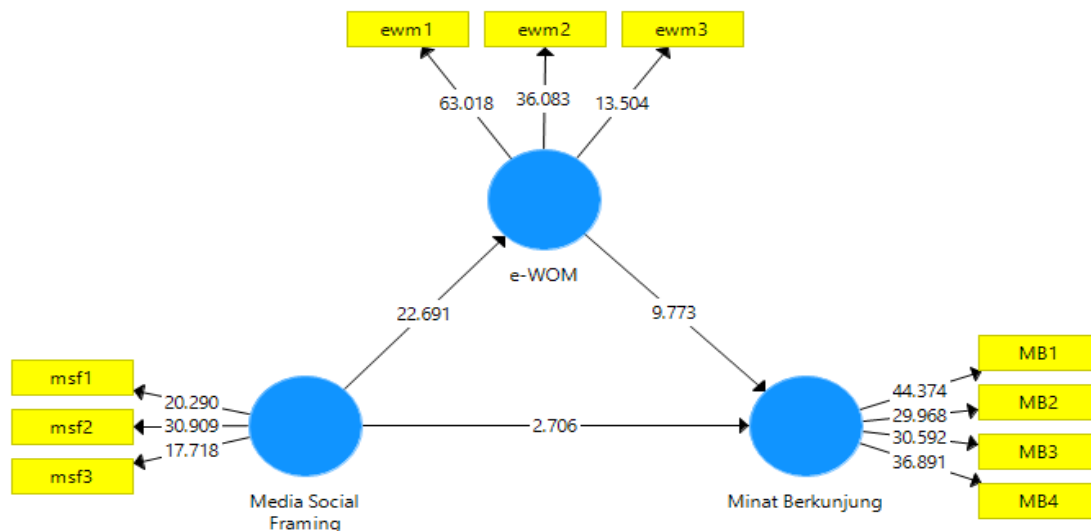 ewm1 ewm2 ewm3
63.018 36.083 13.504
e-WOM
22.691 9.773
msf1
msf2
msf3
20.290
30.909
17.718
2.706
44.374
29.968
30.592
36.891
MB1
MB2
MB3
MB4
Media Social
Framing
Minat Berkunjung